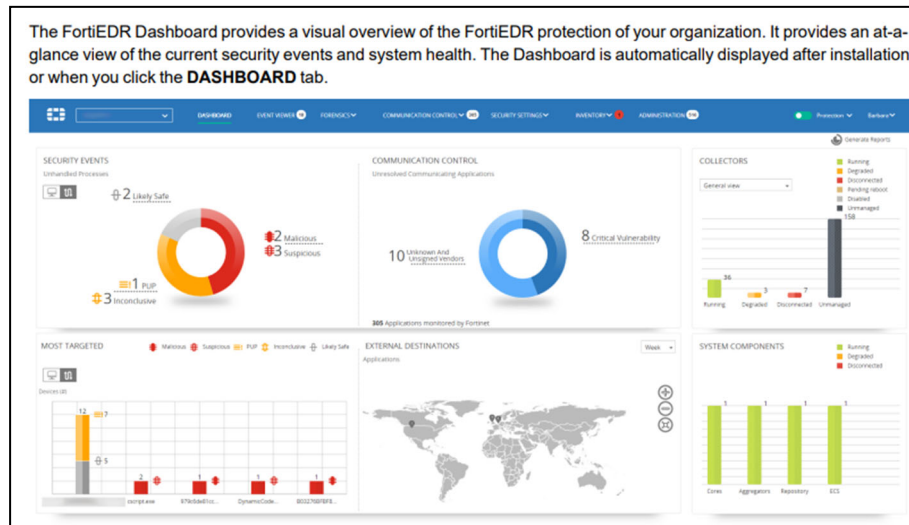 The FortiEDR Dashboard provides a visual overview of the FortiEDR protection of your organization. It provides an at-a-
glance view of the current security events and system health. The Dashboard is automatically displayed after installation
or when you click the DASHBOARD tab.
DASHBOARD EVENT VIEWER FORENSICS COMMUNICATION CONTROL 305 SECURITY SETTINGS INVENTORY ADMINISTRATION Protection Barbara
Generate Reports
SECURITY EVENTS
Unhandled Processes
2 Likely Safe
2 Malicious
3 Suspicious
1 PUP
3 Inconclusive
COMMUNICATION CONTROL
Unresolved Communicating Applications
10 Unknown And
Unsigned Vendors
8 Critical Vulnerability
305 Applications monitored by Fortinet
COLLECTORS
General view
Running
Degraded
Disconnected
Pending reboot
Disabled
Unmanaged
158
36
3
7
Running Degraded Disconnected Unmanaged
MOST TARGETED
Malicious Suspicious PUP Inconclusive Likely Safe
Devices (all)
12
7
5
2
1
1
1
cscript.exe DynamicCode...
EXTERNAL DESTINATIONS
Week
Applications
SYSTEM COMPONENTS
Running
Degraded
Disconnected
1 1 1 1
Cores Aggregators Repository ECS